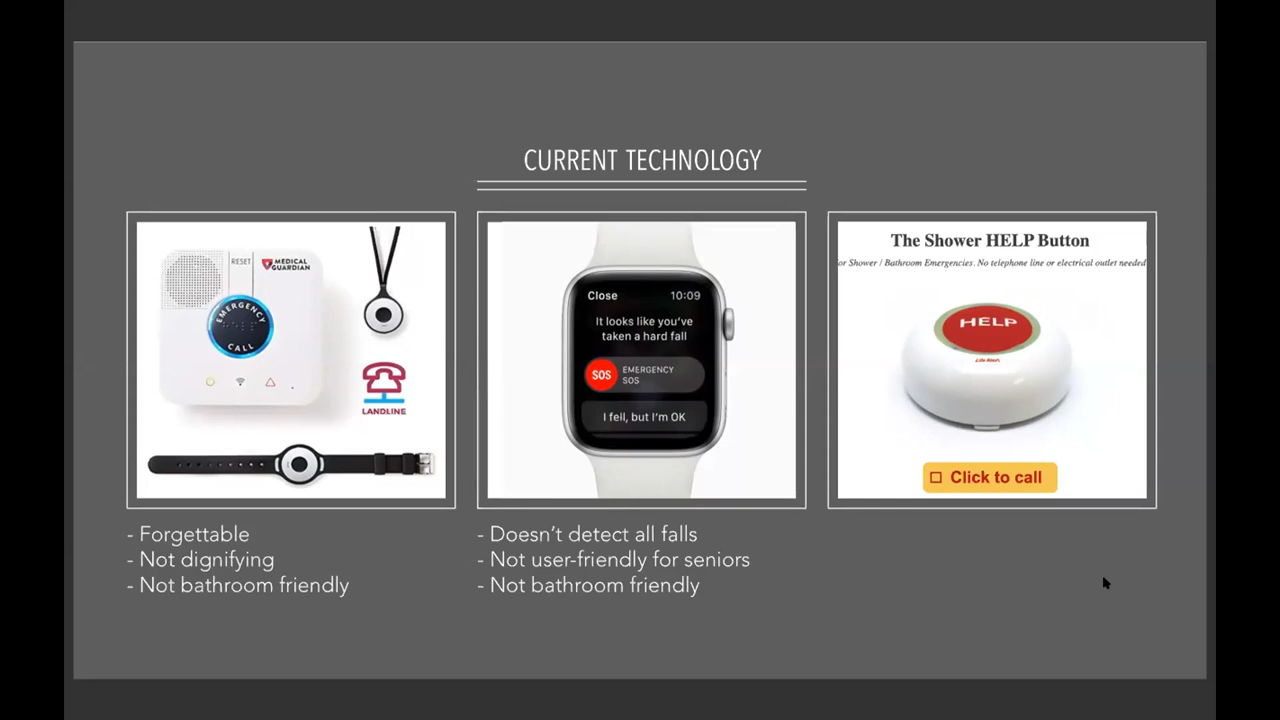 CURRENT TECHNOLOGY
RESET
MEDICAL
GUARDIAN
EMERGENCY
CALL
LANDLINE
- Forgettable
- Not dignifying
- Not bathroom friendly
Close 10:09
It looks like you've
taken a hard fall
SOS
EMERGENCY
SOS
I fell, but I'm OK
- Doesn't detect all falls
- Not user-friendly for seniors
- Not bathroom friendly
The Shower HELP Button
or Shower / Bathroom Emergencies. No telephone line or electrical outlet needed
HELP
Life Alert
Click to call